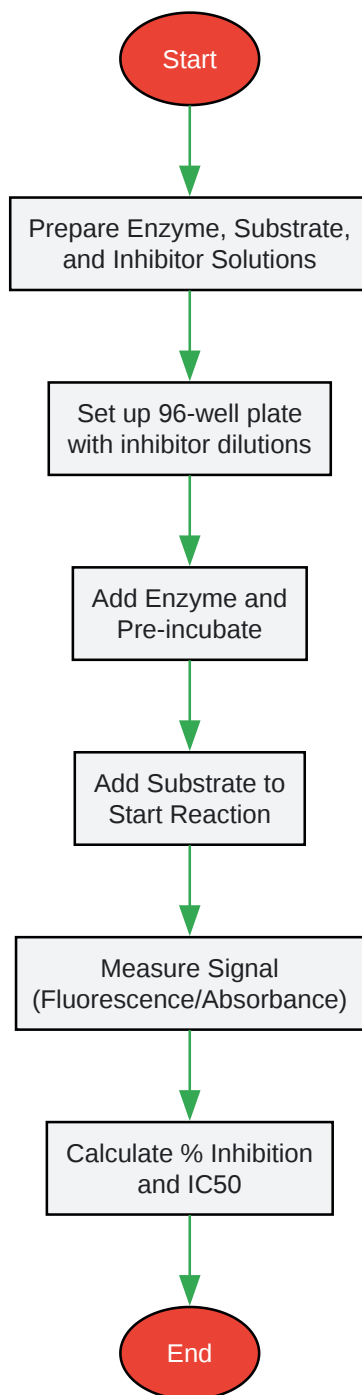 Start
Prepare Enzyme, Substrate,
and Inhibitor Solutions
Set up 96-well plate
with inhibitor dilutions
Add Enzyme and
Pre-incubate
Add Substrate to
Start Reaction
Measure Signal
(Fluorescence/Absorbance)
Calculate % Inhibition
and IC50
End